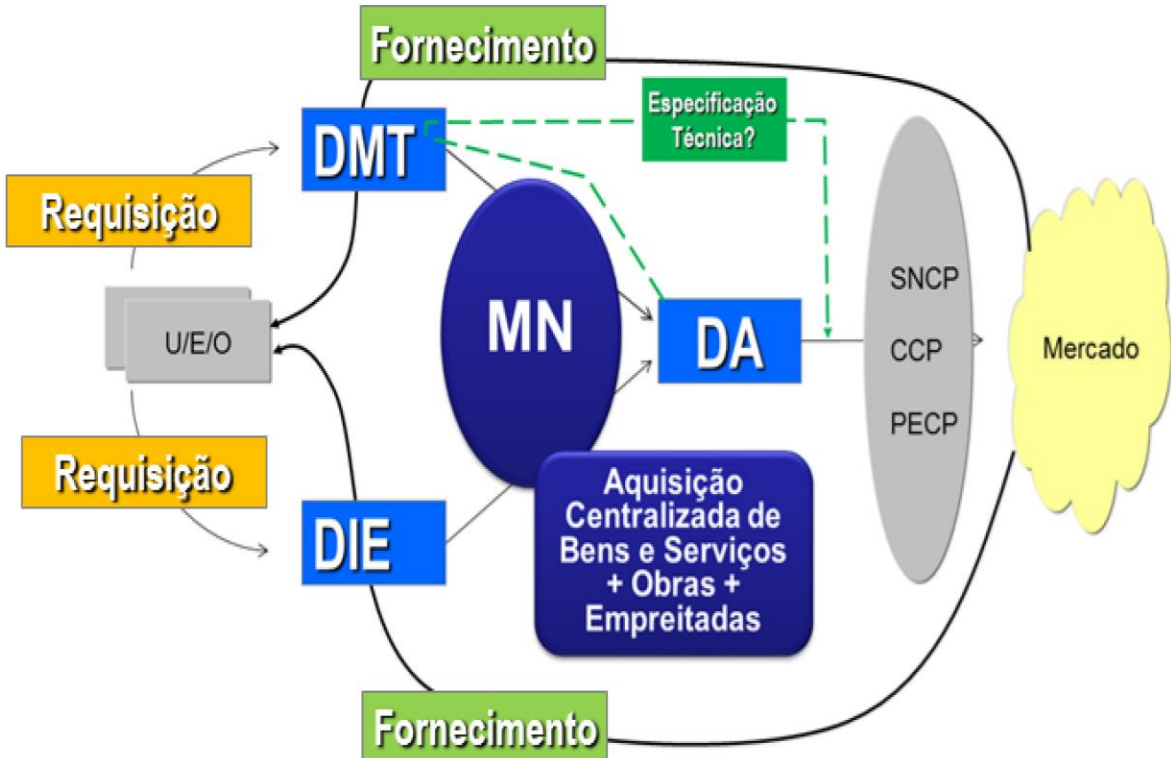 Fornecimento
Especificação
Técnica?
DMT
Requisição
SNCP
MN
U/E/O
DA
CCP
Mercado
PECP
Requisição
Aquisição
Centralizada de
Bens e Serviços
+ Obras +
Empreitadas
DIE
Fornecimento